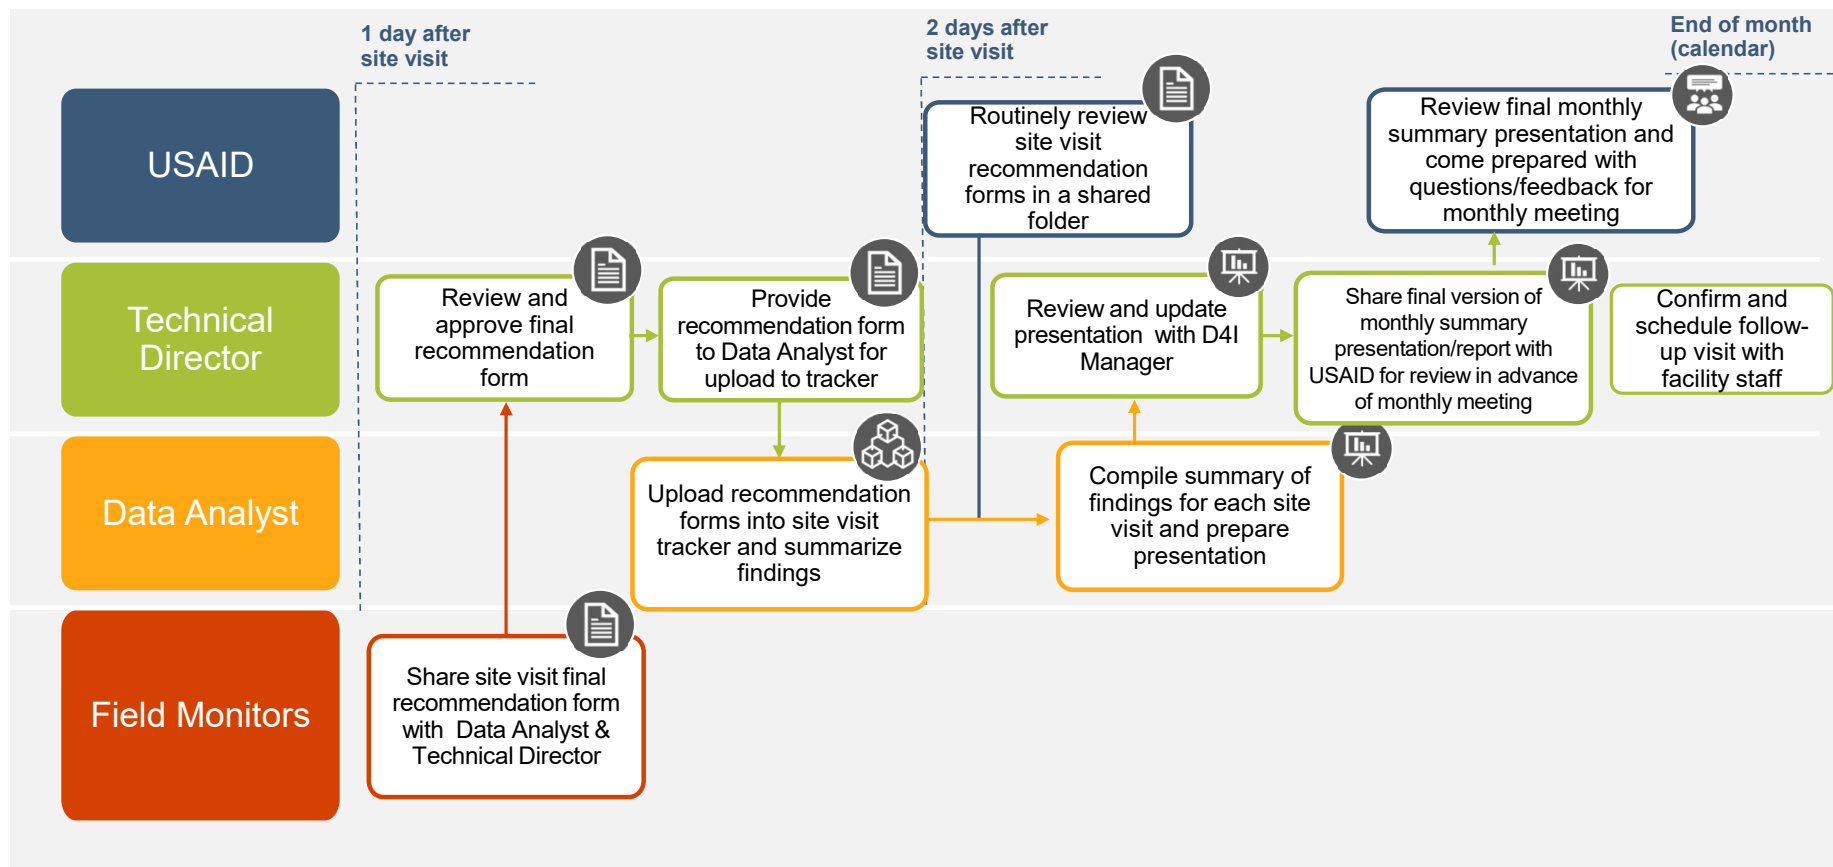 1 day after
site visit
2 days after
site visit
End of month
(calendar)
USAID
Routinely review
site visit
recommendation
forms in a shared
folder
Review final monthly
summary presentation and
come prepared with
questions/feedback for
monthly meeting
Technical
Director
Review and
approve final
recommendation
form
Provide
recommendation form
to Data Analyst for
upload to tracker
Review and update
presentation with D4I
Manager
Share final version of
monthly summary
presentation/report with
USAID for review in advance
of monthly meeting
Confirm and
schedule follow-
up visit with
facility staff
Data Analyst
Upload recommendation
forms into site visit
tracker and summarize
findings
Compile summary of
findings for each site
visit and prepare
presentation
Field Monitors
Share site visit final
recommendation form
with Data Analyst &
Technical Director